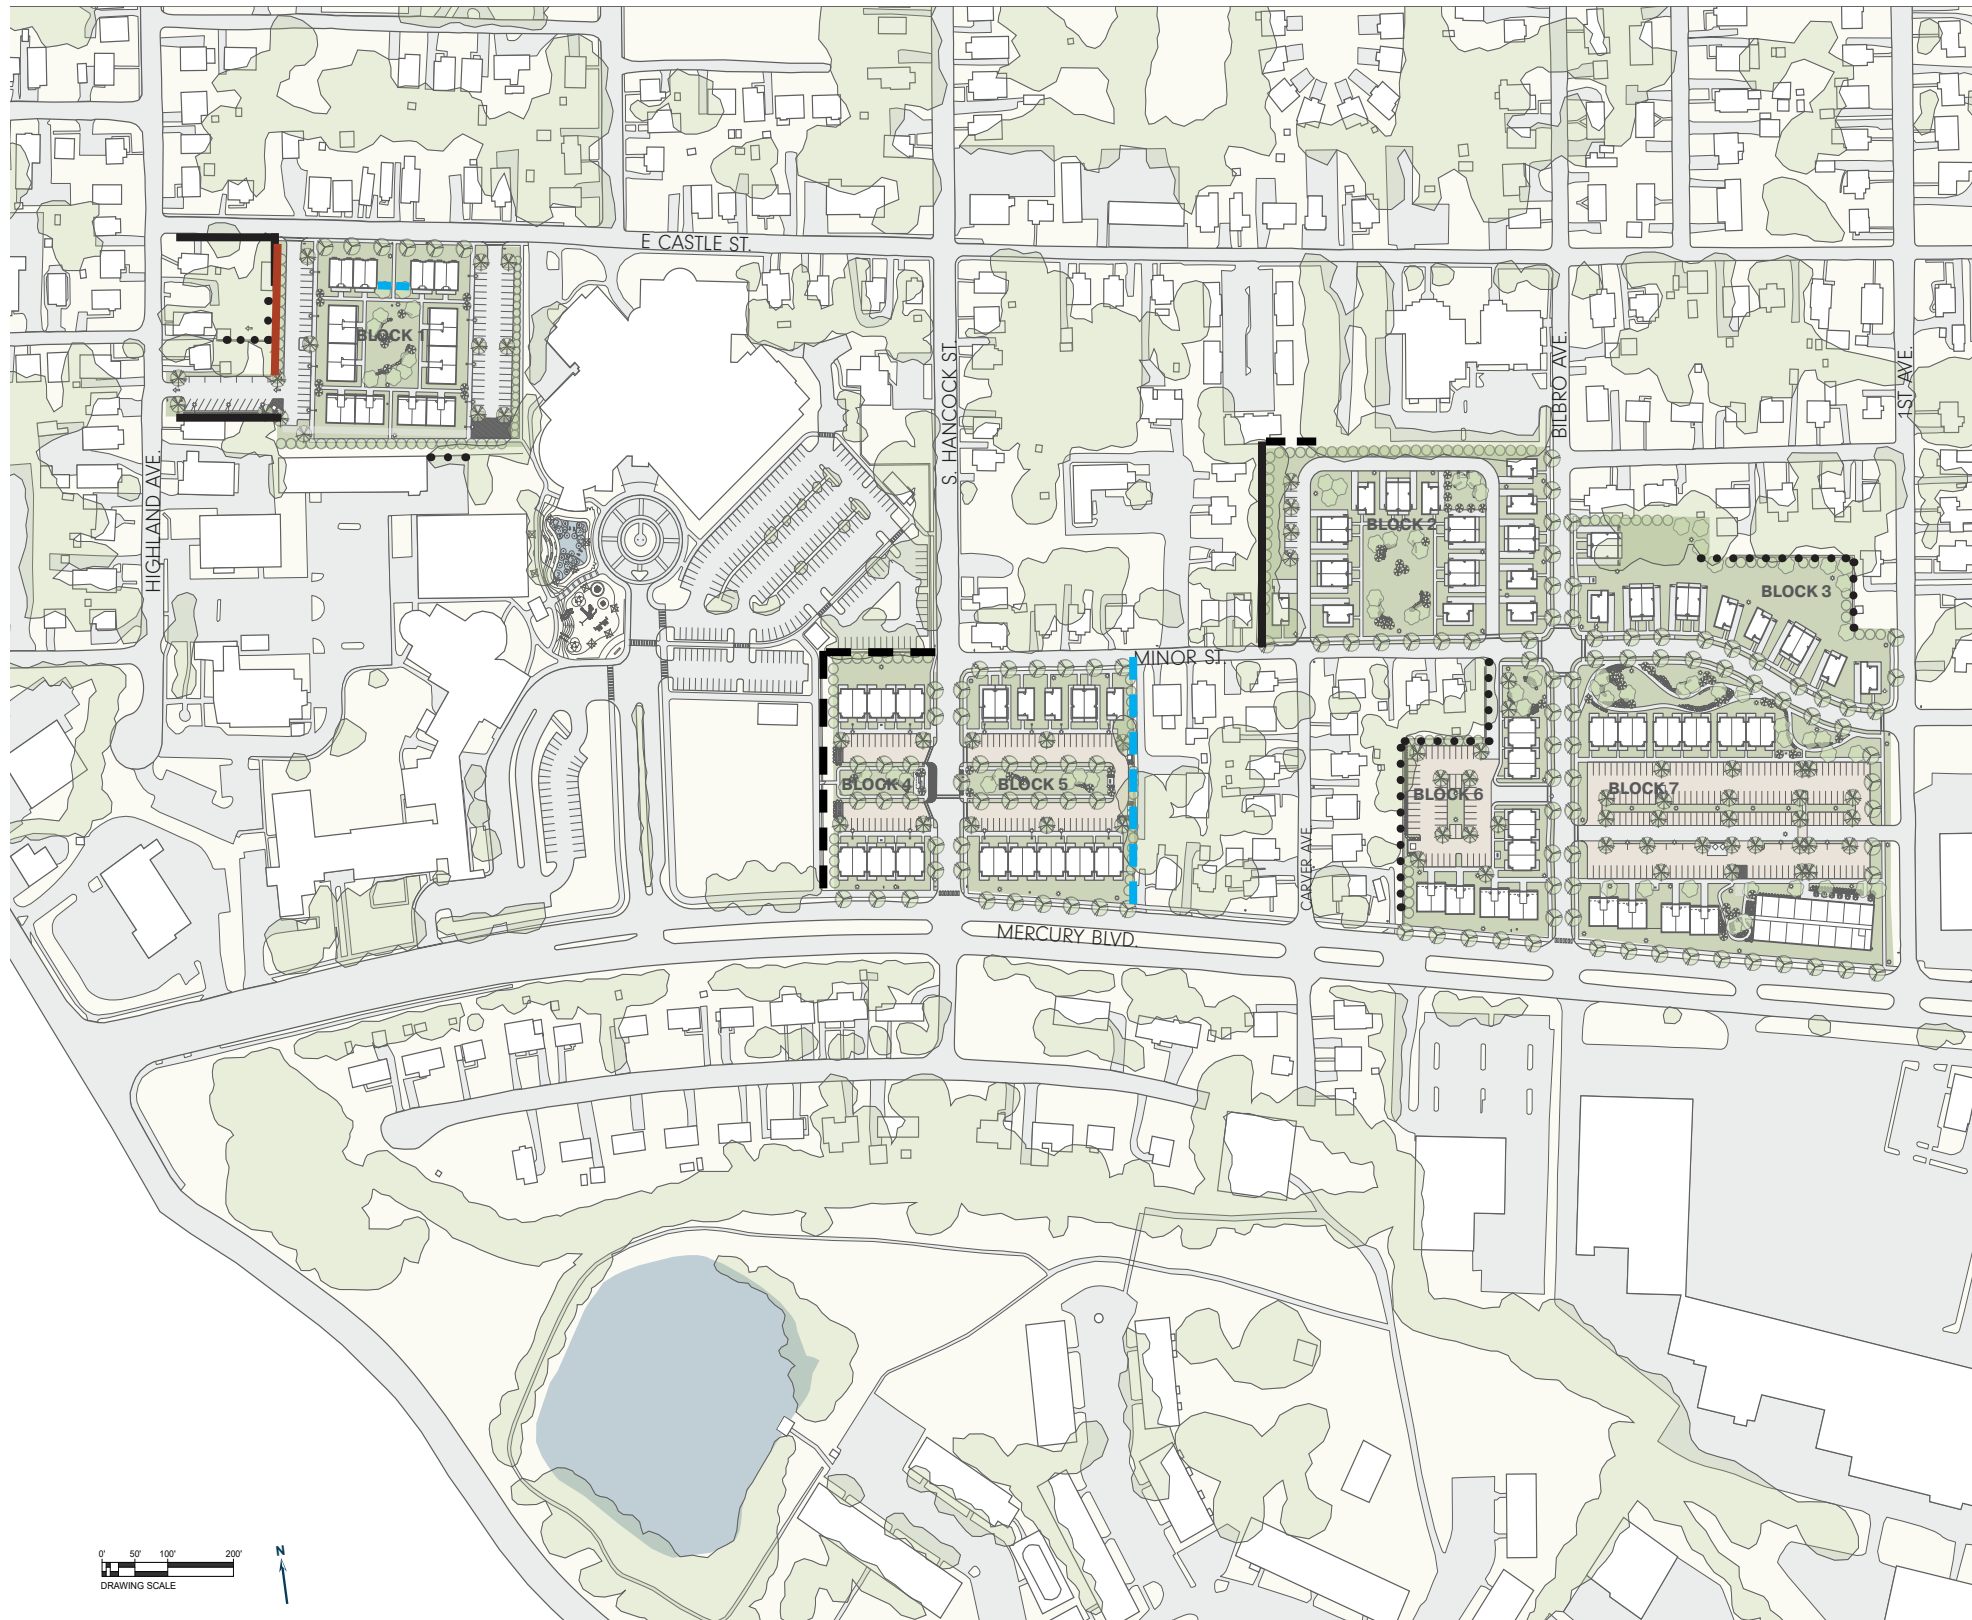 E CASTLE ST.
BLOCK 1
S. HANCOCK ST.
BILBRO AVE.
1ST AVE.
HIGHLAND AVE.
BLOCK 2
BLOCK 3
MINOR ST.
BLOCK 4
BLOCK 5
BLOCK 6
BLOCK 7
CARVER AVE
MERCURY BLVD.
0' 50' 100' 200'
DRAWING SCALE
N